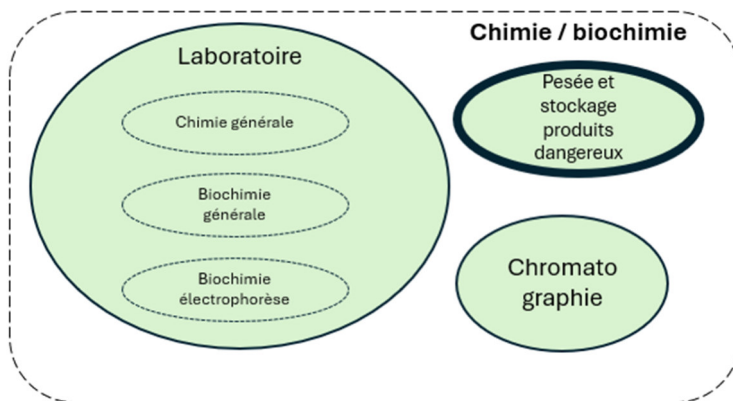 Chimie / biochimie
Laboratoire
Chimie générale
Biochimie
générale
Biochimie
électrophorèse
Pesée et
stockage
produits
dangereux
Chromato
graphie